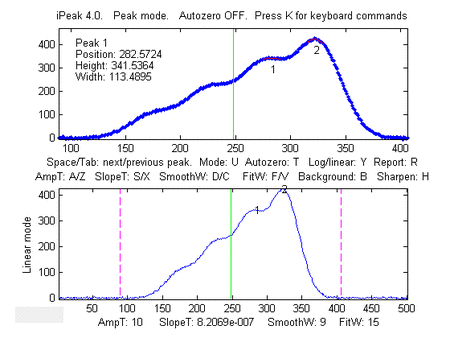 iPeak 4.0. Peak mode. Autozero OFF. Press K for keyboard commands
Peak 1
Position: 282.5724
Height: 341.5364
Width: 113.4895
400
300
200
100
0
1
2
100 150 200 250 300 350 400
Space/Tab: next/previous peak. Mode: U Autozero: T Log/linear: Y Report: R
AmpT: A/Z SlopeT: S/X SmoothW: D/C FitW: F/V Background: B Sharpen: H
Linear mode
400
300
200
100
0
1
2
50 100 150 200 250 300 350 400 450 500
AmpT: 10 SlopeT: 8.2069e-007 SmoothW: 9 FitW: 15